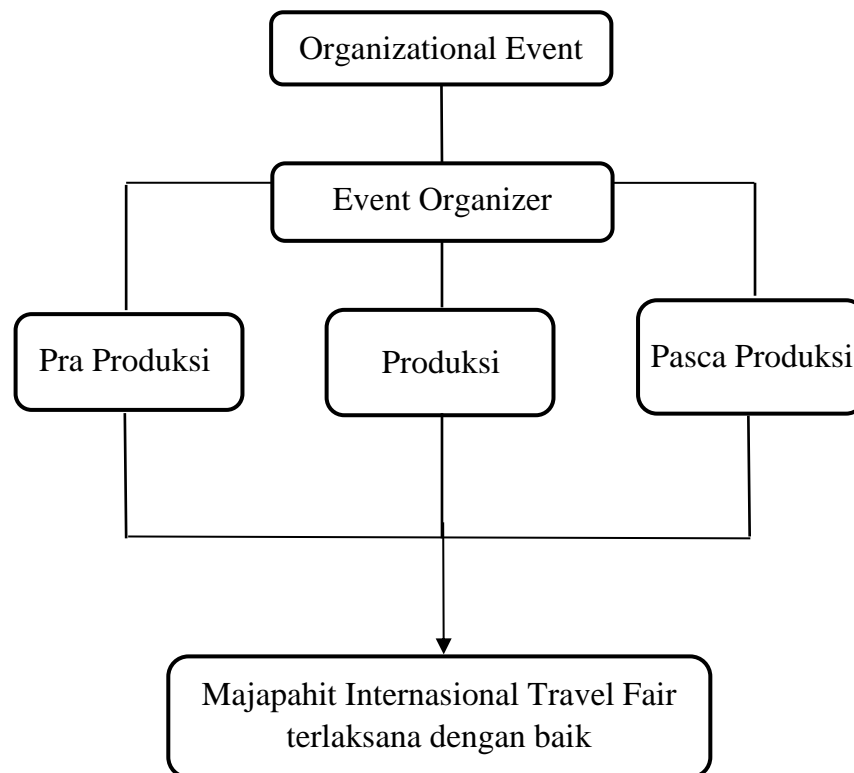 Organizational Event
Event Organizer
Pra Produksi
Produksi
Pasca Produksi
Majapahit Internasional Travel Fair
terlaksana dengan baik